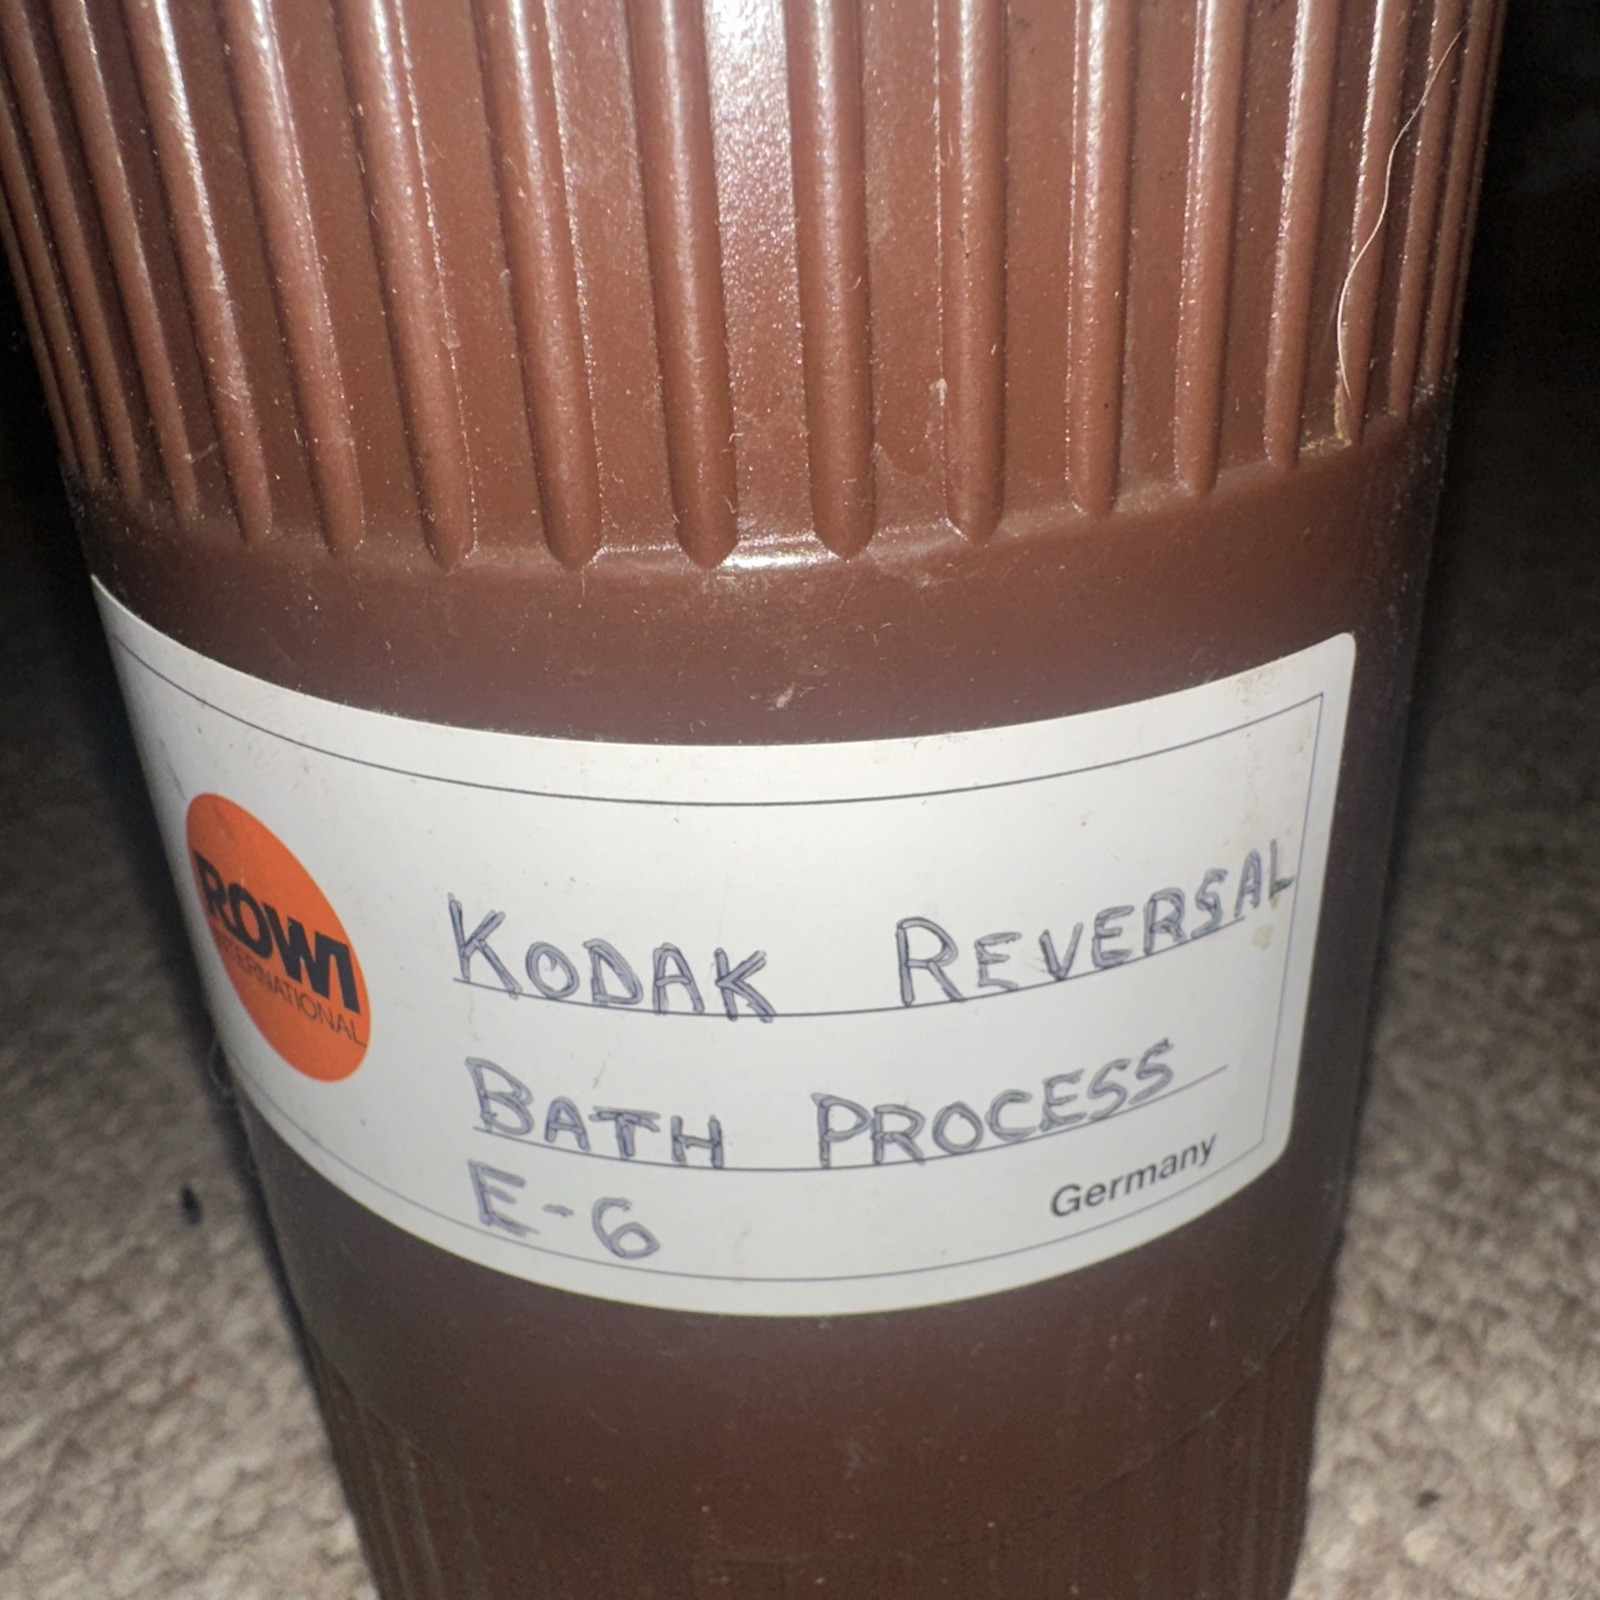 ROWI
INTERNATIONAL
KODAK REVERSAL
BATH PROCESS
E-6
Germany